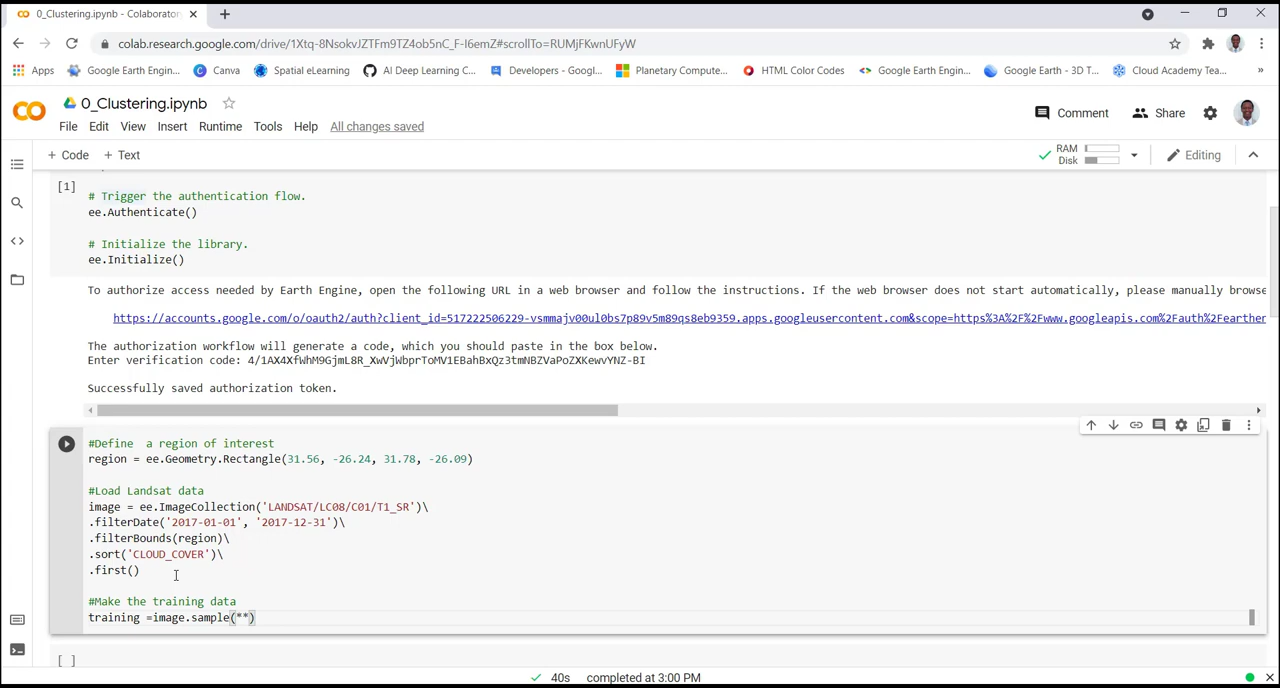 0_Clustering.ipynb - Colaborator
colab.research.google.com/drive/1Xtq-8NsokvJZTFm9TZ4ob5nC_F-I6emZ#scrollTo=RUMjFKwnUFyW
Apps Google Earth Engin... Canva Spatial eLearning AI Deep Learning C... Developers - Googl... Planetary Compute... HTML Color Codes Google Earth Engin... Google Earth - 3D T... Cloud Academy Tea... »
0_Clustering.ipynb
Comment Share
File Edit View Insert Runtime Tools Help All changes saved
+ Code + Text
RAM
Disk
Editing
[1]
# Trigger the authentication flow.
ee.Authenticate()
# Initialize the library.
ee.Initialize()
To authorize access needed by Earth Engine, open the following URL in a web browser and follow the instructions. If the web browser does not start automatically, please manually browse
https://accounts.google.com/o/oauth2/auth?client_id=517222506229-vsmmajv00ul0bs7p89v5m89qs8eb9359.apps.googleusercontent.com&scope=https%3A%2F%2Fwww.googleapis.com%2Fauth%2Fearthen
The authorization workflow will generate a code, which you should paste in the box below.
Enter verification code: 4/1AX4XfWhM9GjmL8R_XwVjWbprToMV1EBahBxQz3tmNBZVaPoZXKewvYNZ-BI
Successfully saved authorization token.
#Define  a region of interest
region = ee.Geometry.Rectangle(31.56, -26.24, 31.78, -26.09)
#Load Landsat data
image = ee.ImageCollection('LANDSAT/LC08/C01/T1_SR')\
.filterDate('2017-01-01', '2017-12-31')\
.filterBounds(region)\
.sort('CLOUD_COVER')\
.first()
#Make the training data
training =image.sample(**)
[ ]
40s completed at 3:00 PM